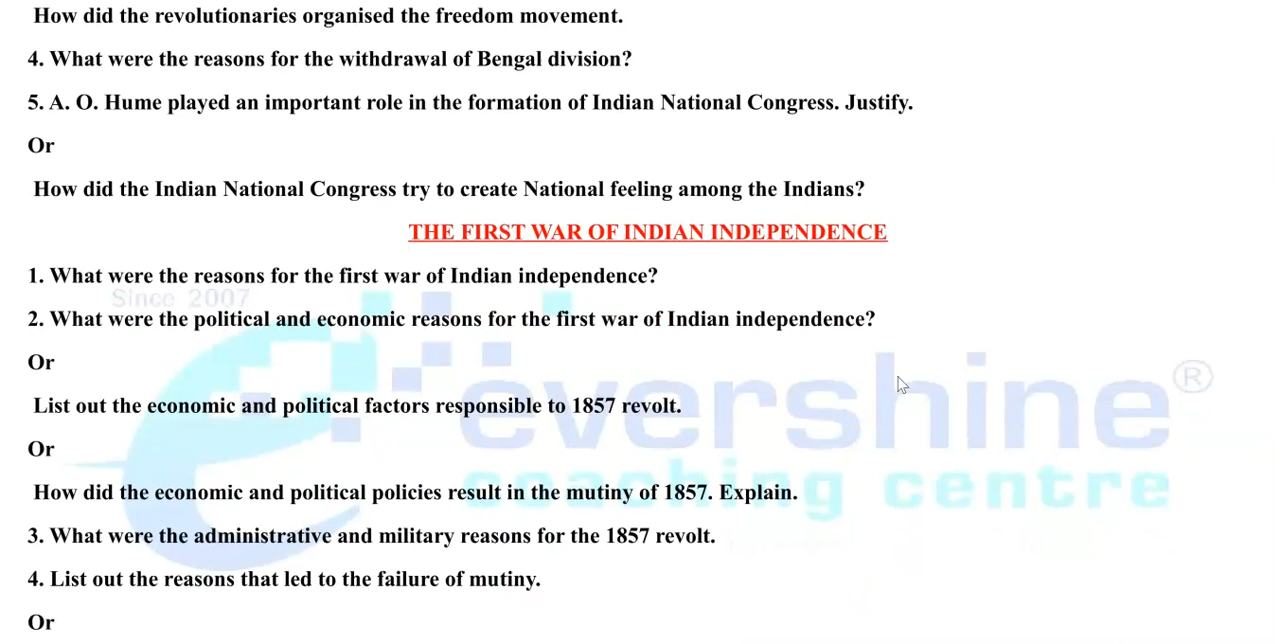 How did the revolutionaries organised the freedom movement.
4. What were the reasons for the withdrawal of Bengal division?
5. A. O. Hume played an important role in the formation of Indian National Congress. Justify.
Or
How did the Indian National Congress try to create National feeling among the Indians?
THE FIRST WAR OF INDIAN INDEPENDENCE
1. What were the reasons for the first war of Indian independence?
Since 2007
2. What were the political and economic reasons for the first war of Indian independence?
Or
evershine®
List out the economic and political factors responsible to 1857 revolt.
Or
coaching centre
How did the economic and political policies result in the mutiny of 1857. Explain.
3. What were the administrative and military reasons for the 1857 revolt.
4. List out the reasons that led to the failure of mutiny.
Or